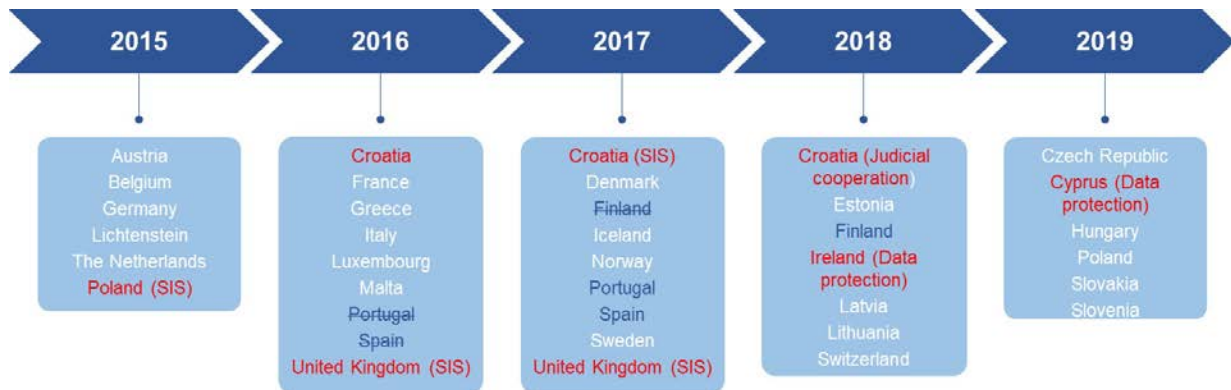 2015
2016
2017
2018
2019
Austria
Belgium
Germany
Lichtenstein
The Netherlands
Poland (SIS)
Croatia
France
Greece
Italy
Luxembourg
Malta
Portugal
Spain
United Kingdom (SIS)
Croatia (SIS)
Denmark
Finland
Iceland
Norway
Portugal
Spain
Sweden
United Kingdom (SIS)
Croatia (Judicial
cooperation)
Estonia
Finland
Ireland (Data
protection)
Latvia
Lithuania
Switzerland
Czech Republic
Cyprus (Data
protection)
Hungary
Poland
Slovakia
Slovenia